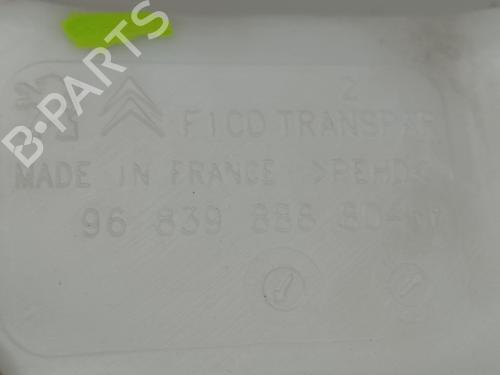 2
FICO TRANSPAR
MADE IN FRANCE >PEHD<
96 839 888 80
B-PARTS